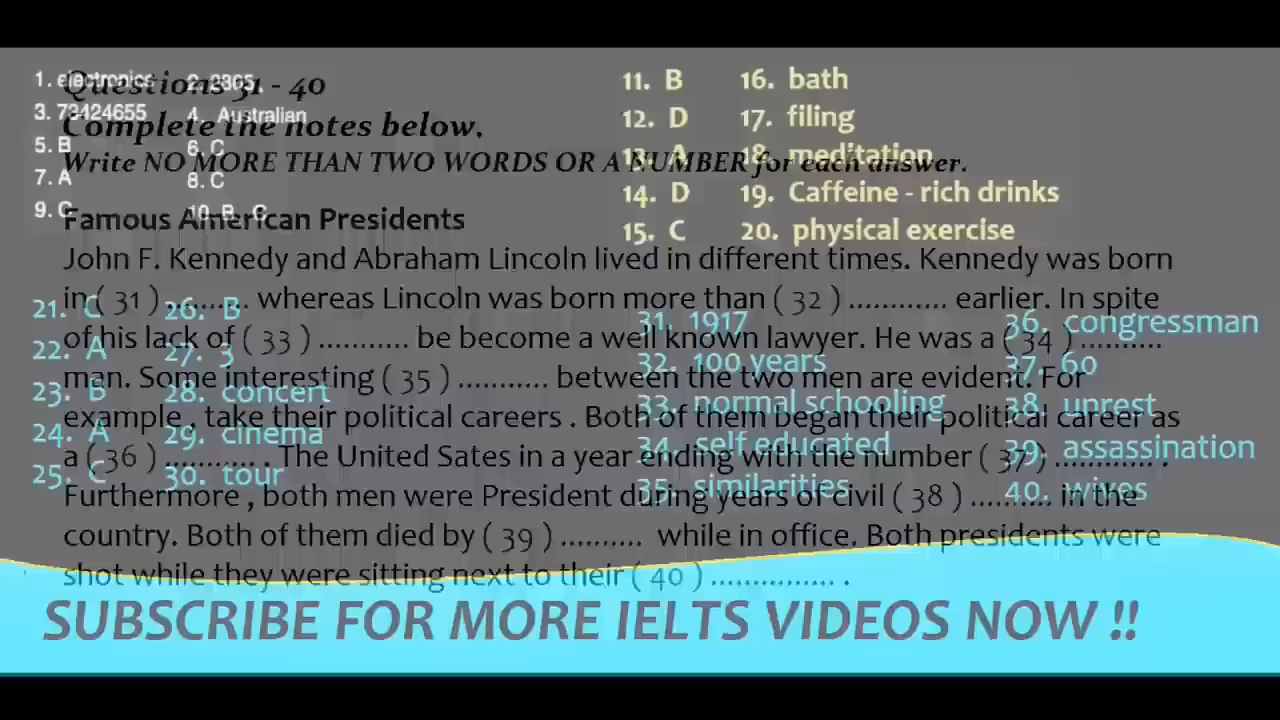 Questions 31 - 40
Complete the notes below.
Write NO MORE THAN TWO WORDS OR A NUMBER for each answer.
Famous American Presidents
John F. Kennedy and Abraham Lincoln lived in different times. Kennedy was born
in ( 31 ) .......... whereas Lincoln was born more than ( 32 ) ............ earlier. In spite
of his lack of ( 33 ) ........... be become a well known lawyer. He was a ( 34 ) ..........
man. Some interesting ( 35 ) ........... between the two men are evident. For
example , take their political careers . Both of them began their political career as
a ( 36 ) ............ The United Sates in a year ending with the number ( 37 ) ............ .
Furthermore , both men were President during years of civil ( 38 ) .......... in the
country. Both of them died by ( 39 ) .......... while in office. Both presidents were
shot while they were sitting next to their ( 40 ) ............... .
1. electronics 2. 2805
3. 73424655 4. Australian
5. B 6. C
7. A 8. C
9. C 10. B C
11. B 16. bath
12. D 17. filing
13. A 18. meditation
14. D 19. Caffeine - rich drinks
15. C 20. physical exercise
21. C 26. B
22. A 27. 3
23. B 28. concert
24. A 29. cinema
25. C 30. tour
31. 1917 36. congressman
32. 100 years 37. 60
33. normal schooling 38. unrest
34. self educated 39. assassination
35. similarities 40. wives
SUBSCRIBE FOR MORE IELTS VIDEOS NOW !!